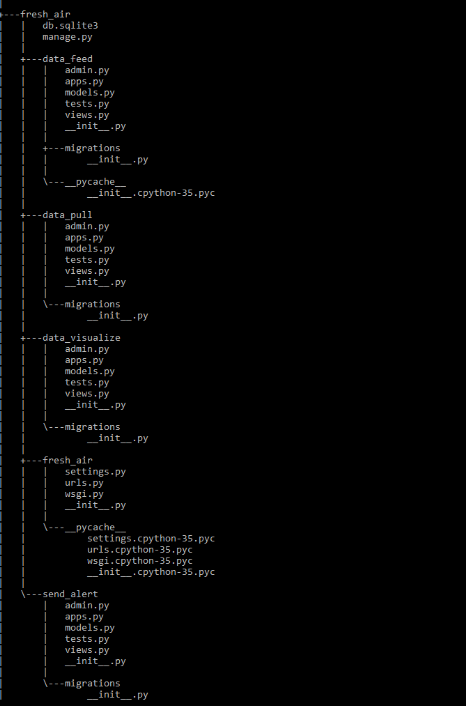 +---fresh_air
|   |   db.sqlite3
|   |   manage.py
|   |
|   +---data_feed
|   |   |   admin.py
|   |   |   apps.py
|   |   |   models.py
|   |   |   tests.py
|   |   |   views.py
|   |   |   __init__.py
|   |   |
|   |   +---migrations
|   |   |       __init__.py
|   |   |
|   |   \---__pycache__
|   |           __init__.cpython-35.pyc
|   |
|   +---data_pull
|   |   |   admin.py
|   |   |   apps.py
|   |   |   models.py
|   |   |   tests.py
|   |   |   views.py
|   |   |   __init__.py
|   |   |
|   |   \---migrations
|   |           __init__.py
|   |
|   +---data_visualize
|   |   |   admin.py
|   |   |   apps.py
|   |   |   models.py
|   |   |   tests.py
|   |   |   views.py
|   |   |   __init__.py
|   |   |
|   |   \---migrations
|   |           __init__.py
|   |
|   +---fresh_air
|   |   |   settings.py
|   |   |   urls.py
|   |   |   wsgi.py
|   |   |   __init__.py
|   |   |
|   |   \---__pycache__
|   |           settings.cpython-35.pyc
|   |           urls.cpython-35.pyc
|   |           wsgi.cpython-35.pyc
|   |           __init__.cpython-35.pyc
|   |
|   \---send_alert
|       |   admin.py
|       |   apps.py
|       |   models.py
|       |   tests.py
|       |   views.py
|       |   __init__.py
|       |
|       \---migrations
|               __init__.py